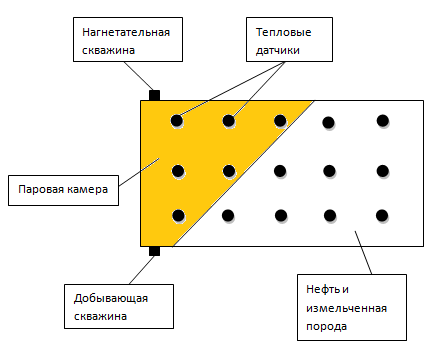 Нагнетательная
скважина
Тепловые
датчики
Паровая камера
Добывающая
скважина
Нефть и
измельченная
порода